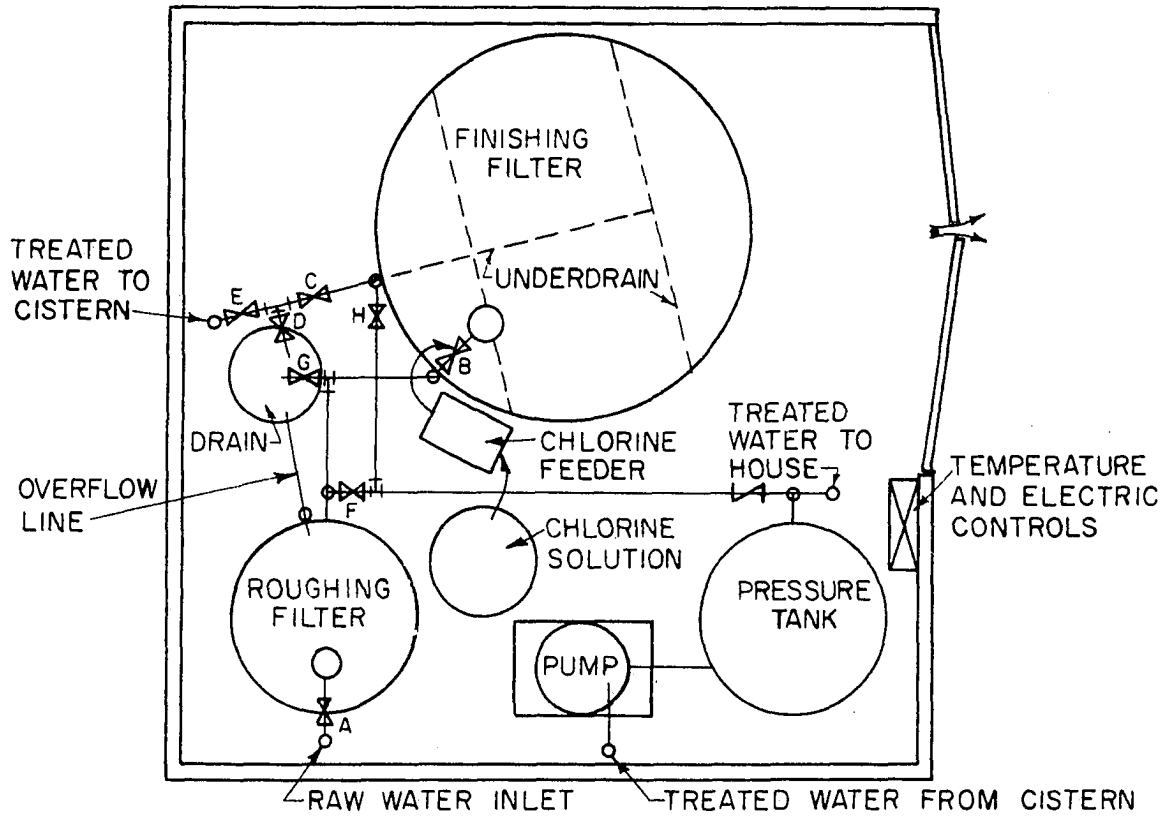 FINISHING
FILTER
TREATED
WATER TO
CISTERN
E
C
D
H
UNDERDRAIN
G
B
DRAIN
CHLORINE
FEEDER
TREATED
WATER TO
HOUSE
TEMPERATURE
AND ELECTRIC
CONTROLS
OVERFLOW
LINE
F
CHLORINE
SOLUTION
ROUGHING
FILTER
PRESSURE
TANK
PUMP
A
RAW WATER INLET
TREATED WATER FROM CISTERN